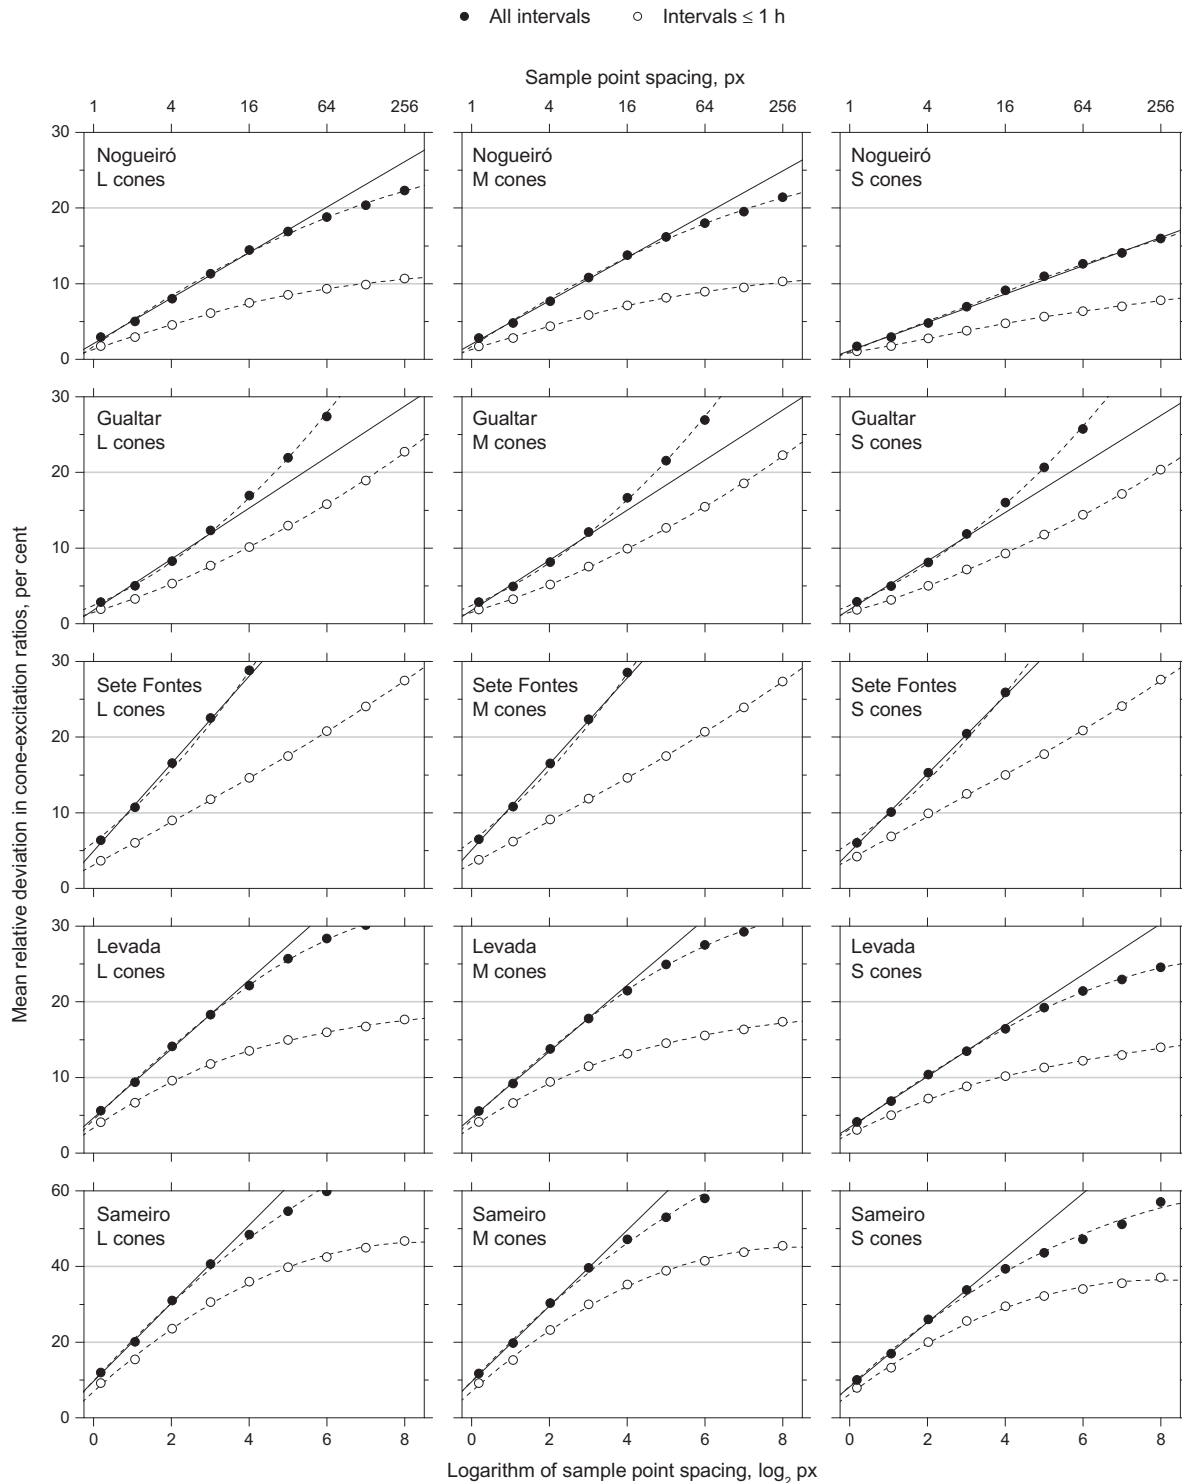 All intervals
Intervals ≤ 1 h
Sample point spacing, px
1 4 16 64 256
1 4 16 64 256
1 4 16 64 256
30
20
10
0
Nogueiró
L cones
Nogueiró
M cones
Nogueiró
S cones
30
20
10
0
Gualtar
L cones
Gualtar
M cones
Gualtar
S cones
30
20
10
0
Sete Fontes
L cones
Sete Fontes
M cones
Sete Fontes
S cones
30
20
10
0
Levada
L cones
Levada
M cones
Levada
S cones
60
40
20
0
Sameiro
L cones
Sameiro
M cones
Sameiro
S cones
0 2 4 6 8
0 2 4 6 8
0 2 4 6 8
Mean relative deviation in cone-excitation ratios, per cent
Logarithm of sample point spacing, log₂ px